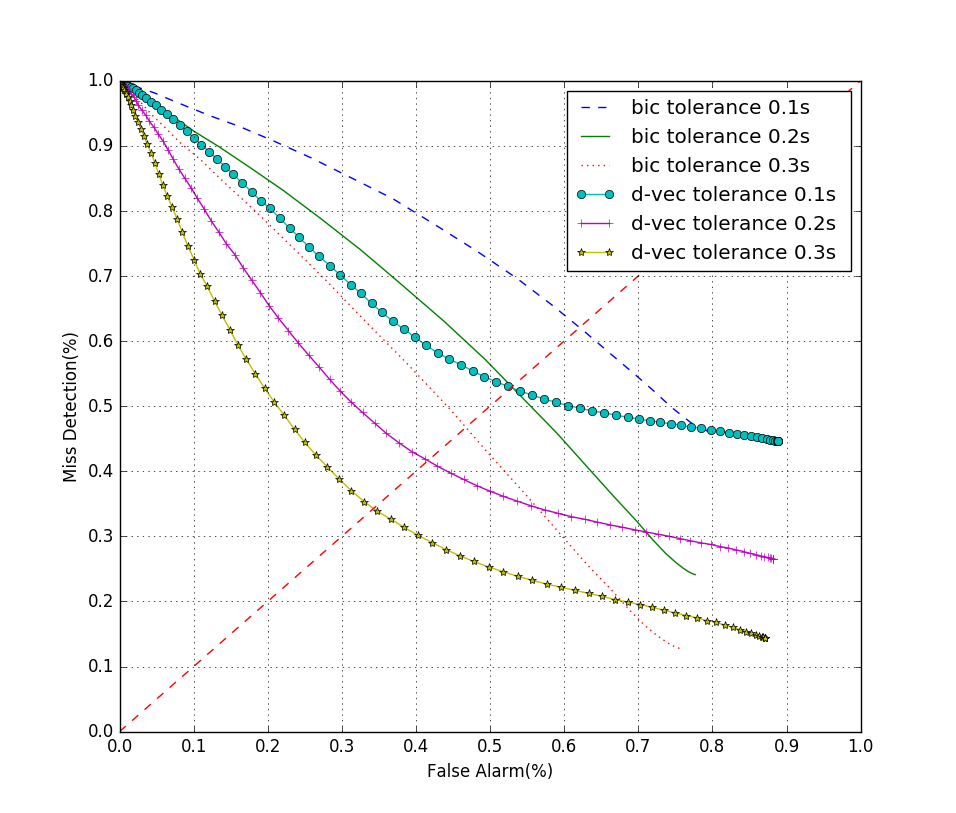 bic tolerance 0.1s
bic tolerance 0.2s
bic tolerance 0.3s
d-vec tolerance 0.1s
d-vec tolerance 0.2s
d-vec tolerance 0.3s
1.0
0.9
0.8
0.7
0.6
0.5
0.4
0.3
0.2
0.1
0.0
Miss Detection(%)
0.0 0.1 0.2 0.3 0.4 0.5 0.6 0.7 0.8 0.9 1.0
False Alarm(%)